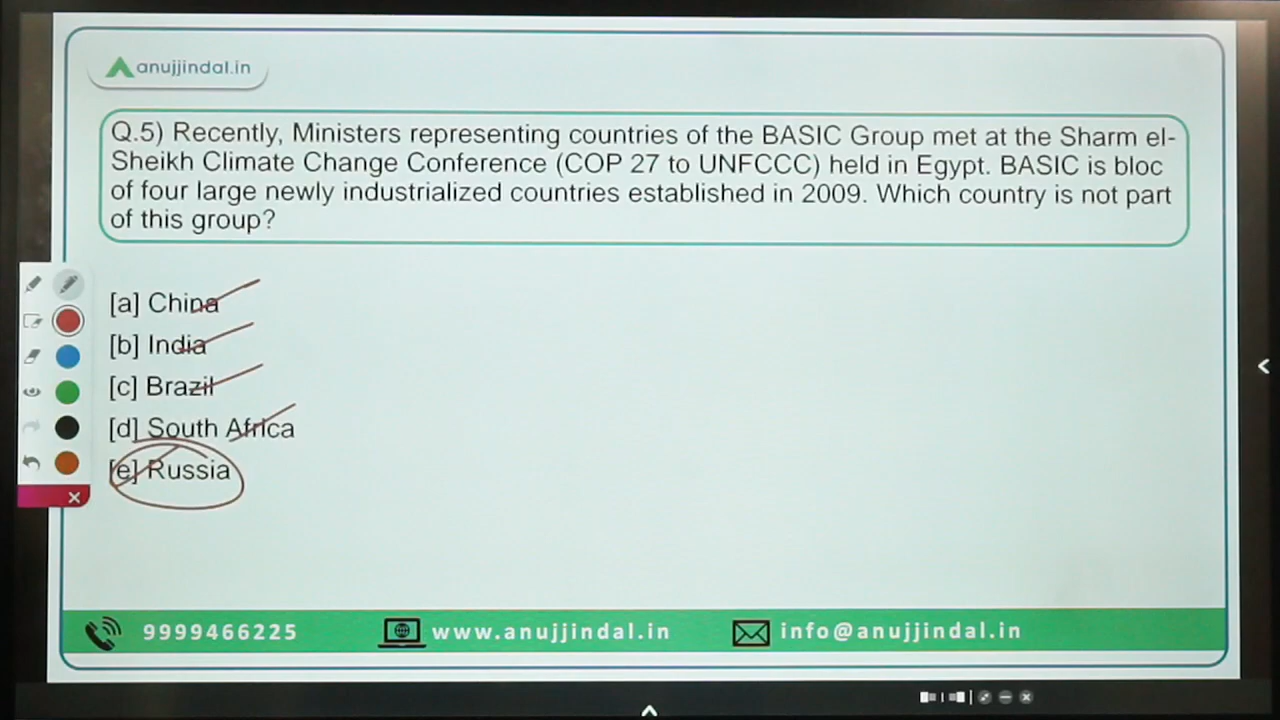 anujjindal.in
Q.5) Recently, Ministers representing countries of the BASIC Group met at the Sharm el-
Sheikh Climate Change Conference (COP 27 to UNFCCC) held in Egypt. BASIC is bloc
of four large newly industrialized countries established in 2009. Which country is not part
of this group?
[a] China
[b] India
[c] Brazil
[d] South Africa
[e] Russia
9999466225 www.anujjindal.in info@anujjindal.in